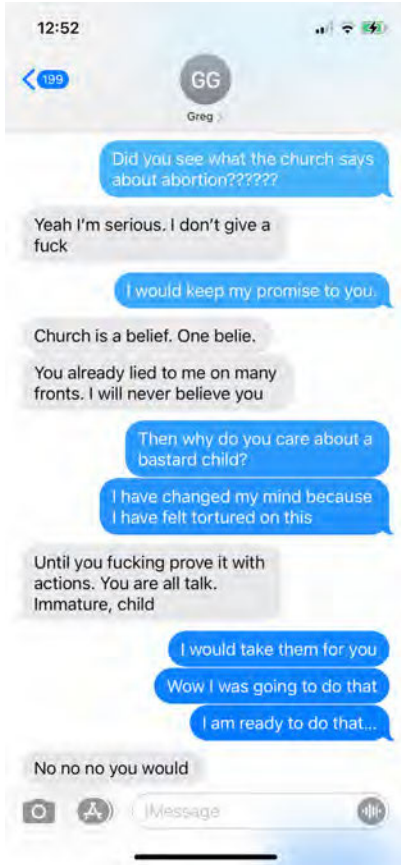 12:52
199
GG
Greg
Did you see what the church says
about abortion??????
Yeah I'm serious. I don't give a
fuck
I would keep my promise to you.
Church is a belief. One belie.
You already lied to me on many
fronts. I will never believe you
Then why do you care about a
bastard child?
I have changed my mind because
I have felt tortured on this
Until you fucking prove it with
actions. You are all talk.
Immature, child
I would take them for you
Wow I was going to do that
I am ready to do that...
No no no you would
iMessage